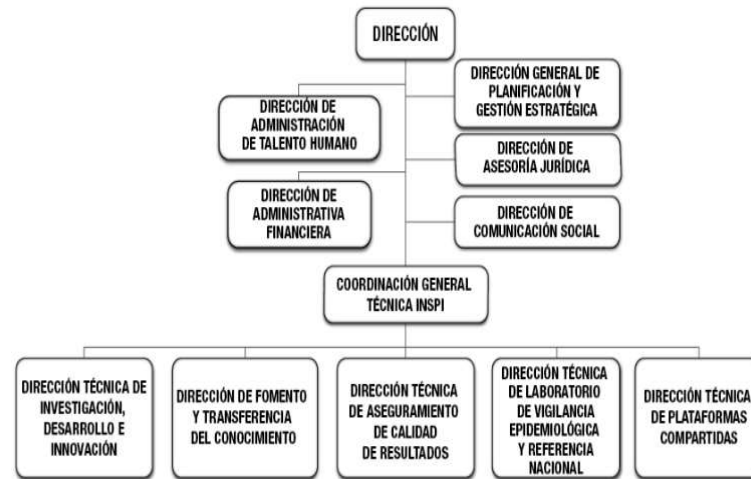 DIRECCIÓN
DIRECCIÓN GENERAL DE
PLANIFICACIÓN Y
GESTIÓN ESTRATÉGICA
DIRECCIÓN DE
ADMINISTRACIÓN
DE TALENTO HUMANO
DIRECCIÓN DE
ASESORÍA JURÍDICA
DIRECCIÓN DE
ADMINISTRATIVA
FINANCIERA
DIRECCIÓN DE
COMUNICACIÓN SOCIAL
COORDINACIÓN GENERAL
TÉCNICA INSPI
DIRECCIÓN TÉCNICA DE
INVESTIGACIÓN,
DESARROLLO E
INNOVACIÓN
DIRECCIÓN DE FOMENTO
Y TRANSFERENCIA
DEL CONOCIMIENTO
DIRECCIÓN TÉCNICA
DE ASEGURAMIENTO
DE CALIDAD
DE RESULTADOS
DIRECCIÓN TÉCNICA
DE LABORATORIO
DE VIGILANCIA
EPIDEMIOLÓGICA
Y REFERENCIA
NACIONAL
DIRECCIÓN TÉCNICA
DE PLATAFORMAS
COMPARTIDAS